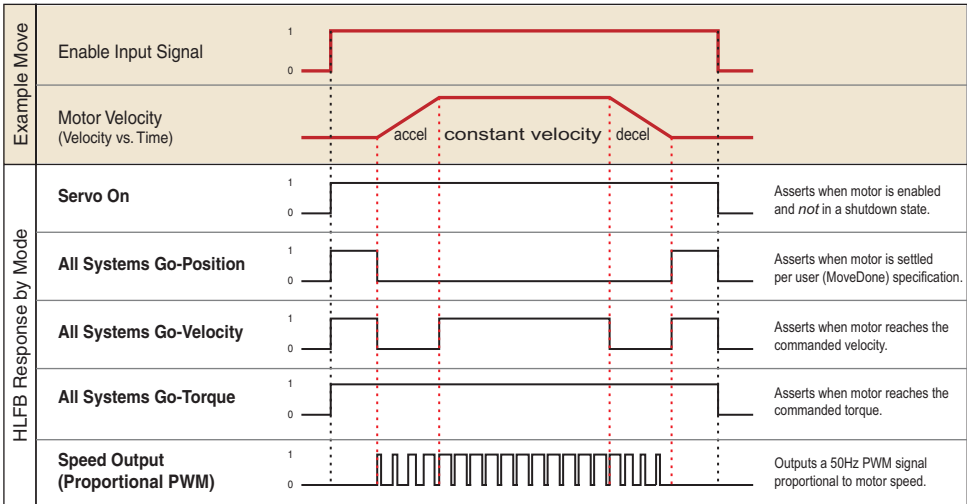 Example Move
Enable Input Signal
1
0
Motor Velocity
(Velocity vs. Time)
accel
constant velocity
decel
HLFB Response by Mode
Servo On
1
0
Asserts when motor is enabled
and not in a shutdown state.
All Systems Go-Position
1
0
Asserts when motor is settled
per user (MoveDone) specification.
All Systems Go-Velocity
1
0
Asserts when motor reaches the
commanded velocity.
All Systems Go-Torque
1
0
Asserts when motor reaches the
commanded torque.
Speed Output
(Proportional PWM)
1
0
Outputs a 50Hz PWM signal
proportional to motor speed.